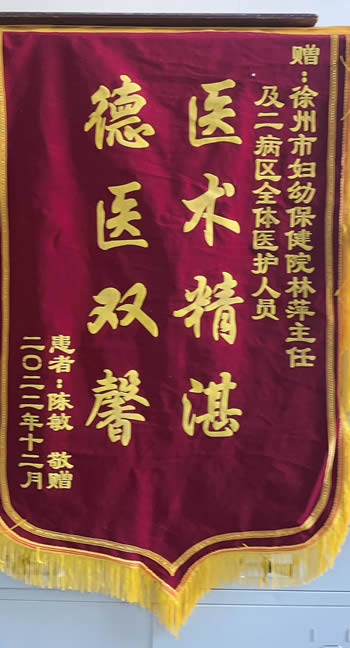 赠：徐州市妇幼保健院林萍主任
及二病区全体医护人员
医术精湛
德医双馨
患者：陈敏 敬赠
二〇二二年十二月